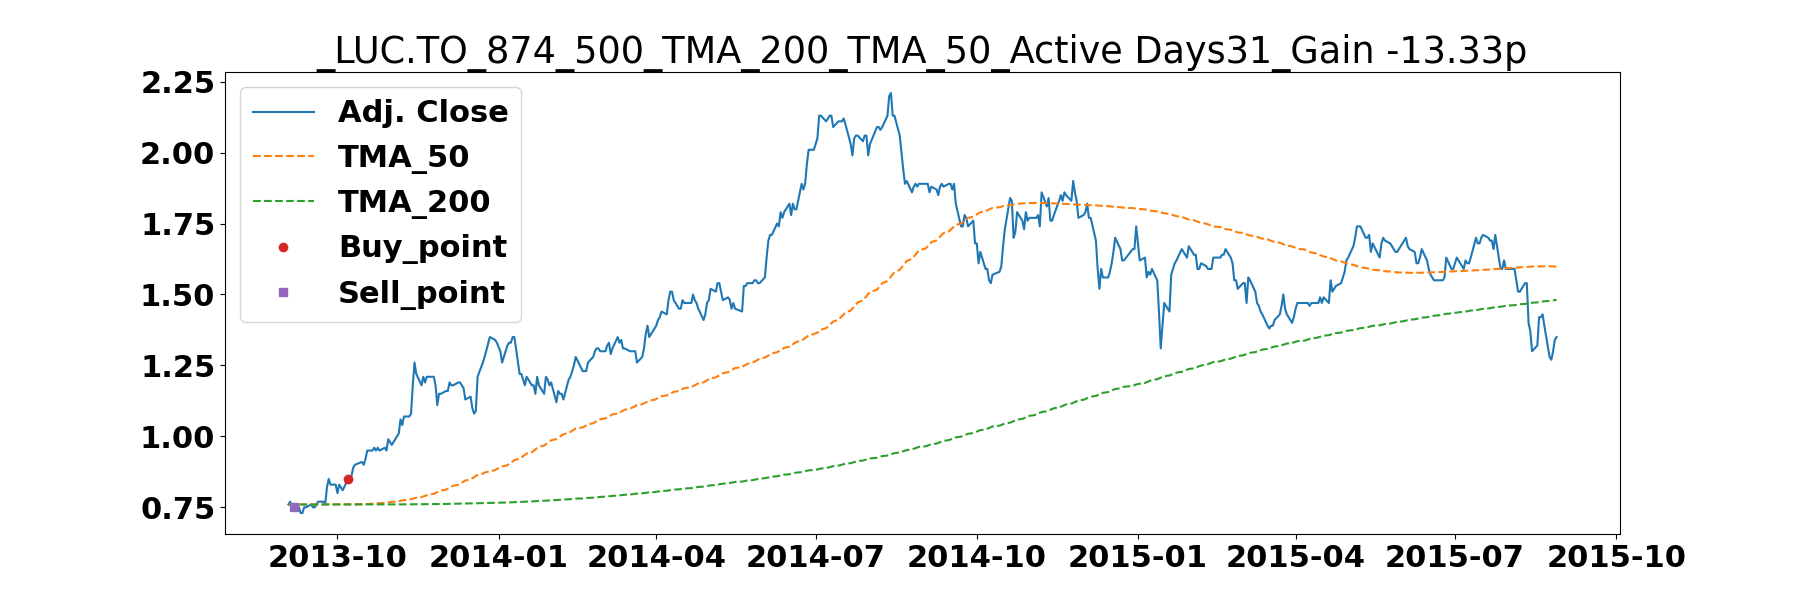 _LUC.TO_874_500_TMA_200_TMA_50_Active Days31_Gain -13.33p
2.25
2.00
1.75
1.50
1.25
1.00
0.75
Adj. Close
TMA_50
TMA_200
Buy_point
Sell_point
2013-10 2014-01 2014-04 2014-07 2014-10 2015-01 2015-04 2015-07 2015-10